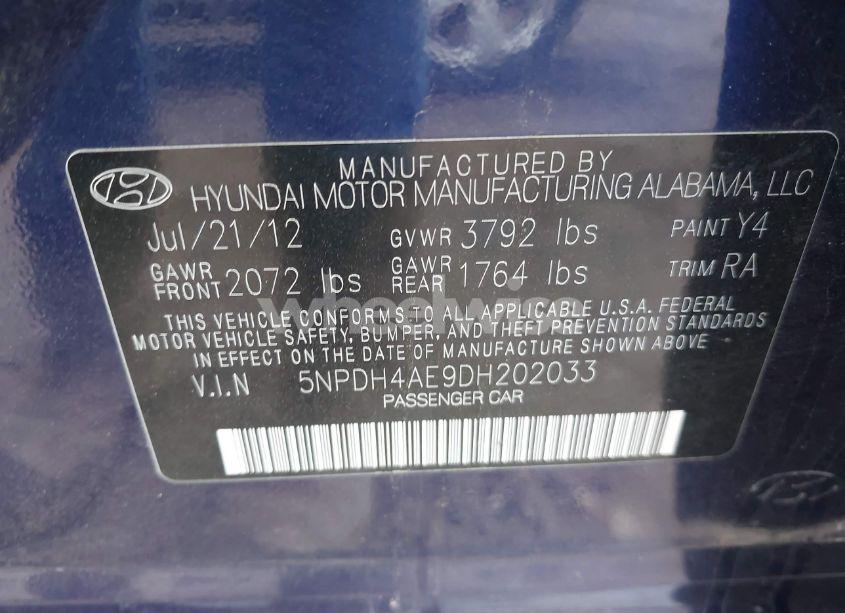 MANUFACTURED BY
HYUNDAI MOTOR MANUFACTURING ALABAMA, LLC
Jul/21/12 GVWR 3792 lbs PAINT Y4
GAWR FRONT 2072 lbs GAWR REAR 1764 lbs TRIM RA
wheelwise
THIS VEHICLE CONFORMS TO ALL APPLICABLE U.S.A. FEDERAL
MOTOR VEHICLE SAFETY, BUMPER, AND THEFT PREVENTION STANDARDS
IN EFFECT ON THE DATE OF MANUFACTURE SHOWN ABOVE
V.I.N 5NPDH4AE9DH202033
PASSENGER CAR